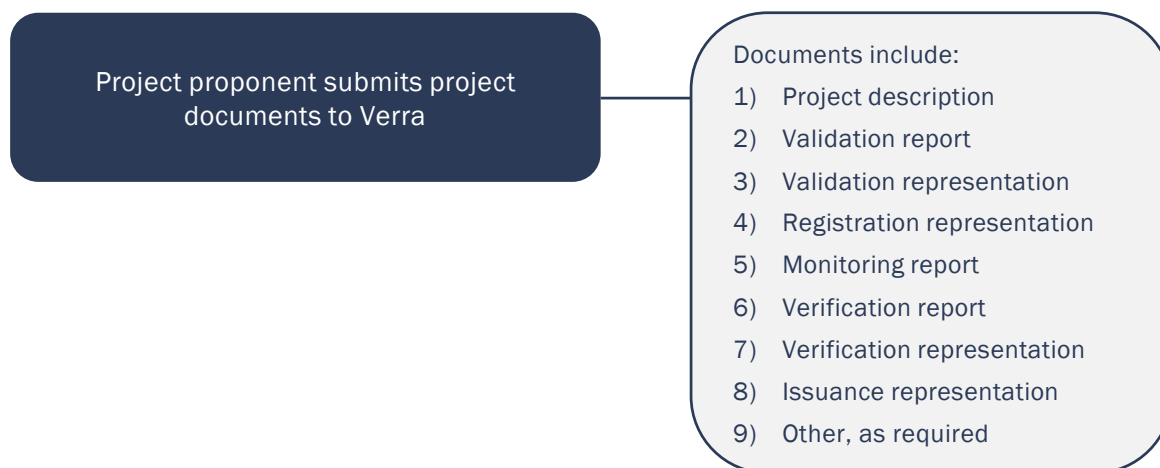 Project proponent submits project
documents to Verra
Documents include:
1) Project description
2) Validation report
3) Validation representation
4) Registration representation
5) Monitoring report
6) Verification report
7) Verification representation
8) Issuance representation
9) Other, as required